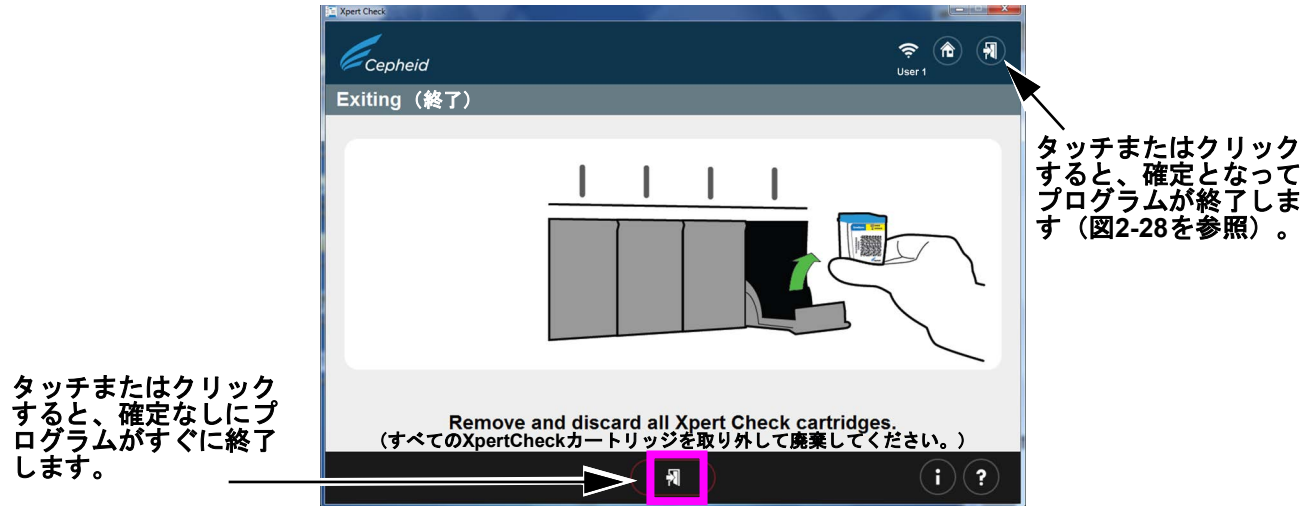 Xpert Check
Cepheid
User 1
Exiting（終了）
タッチまたはクリック
すると、確定となって
プログラムが終了しま
す（図2-28を参照）。
タッチまたはクリック
すると、確定なしにプ
ログラムがすぐに終了
します。
Remove and discard all Xpert Check cartridges.
（すべてのXpertCheckカートリッジを取り外して廃棄してください。）
i ?